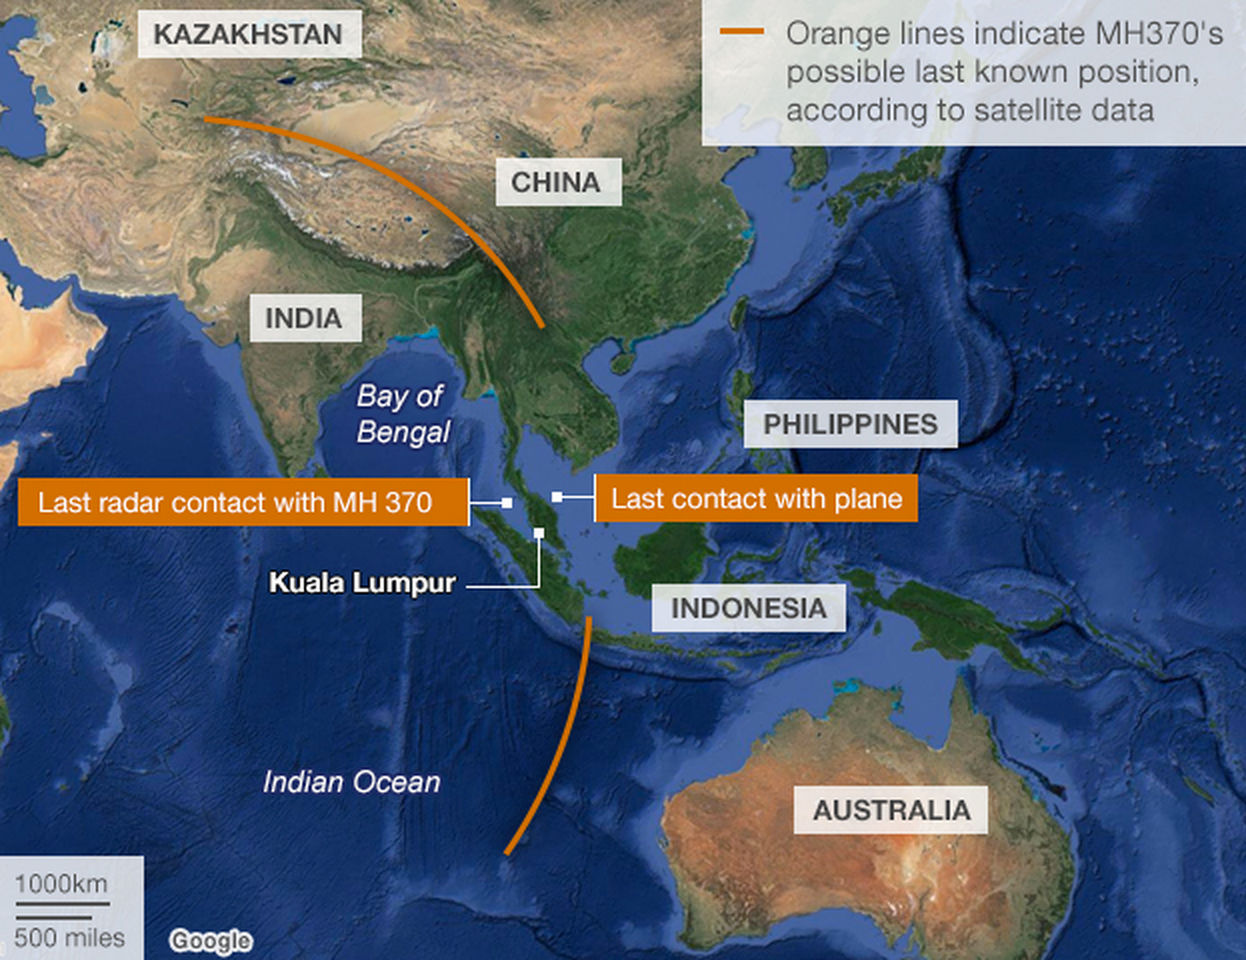 KAZAKHSTAN
Orange lines indicate MH370's
possible last known position,
according to satellite data
CHINA
INDIA
Bay of
Bengal
PHILIPPINES
Last radar contact with MH 370
Last contact with plane
Kuala Lumpur
INDONESIA
Indian Ocean
AUSTRALIA
1000km
500 miles
Google